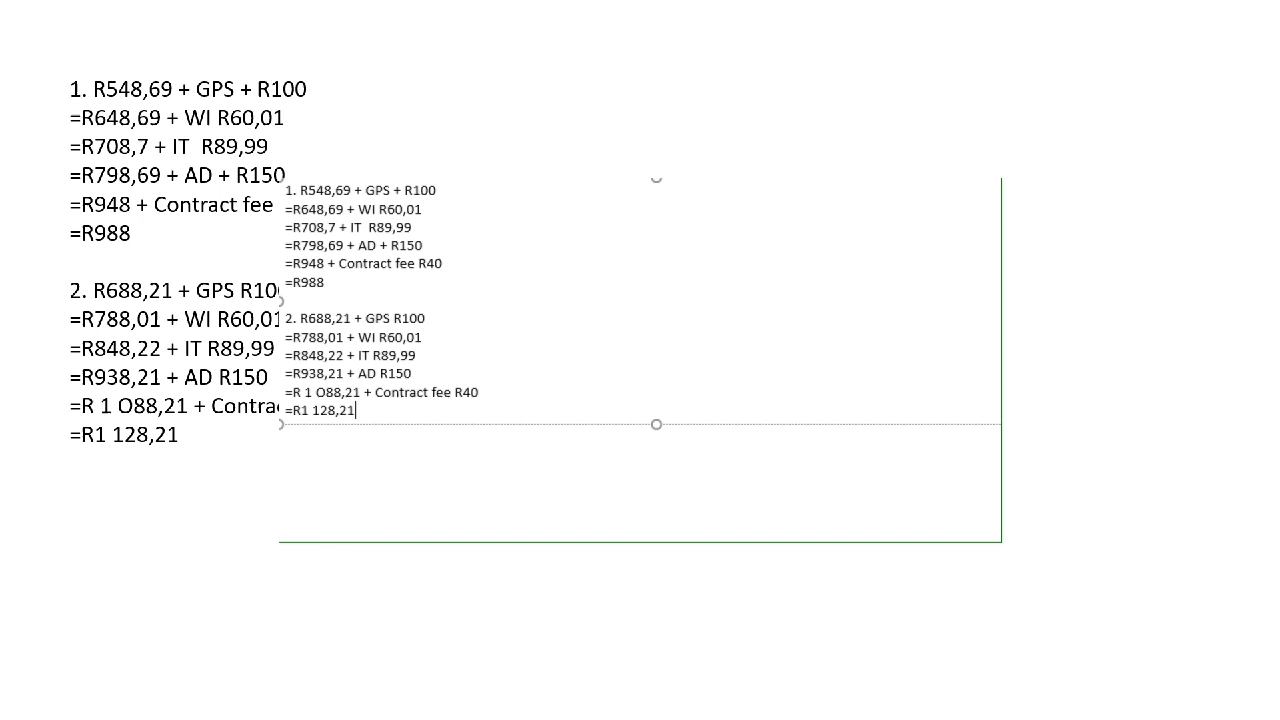 1. R548,69 + GPS + R100
=R648,69 + WI R60,01
=R708,7 + IT  R89,99
=R798,69 + AD + R150
=R948 + Contract fee
=R988
2. R688,21 + GPS R10
=R788,01 + WI R60,01
=R848,22 + IT R89,99
=R938,21 + AD R150
=R 1 O88,21 +
=R1 128,21
1. R548,69 + GPS + R100
=R648,69 + WI R60,01
=R708,7 + IT  R89,99
=R798,69 + AD + R150
=R948 + Contract fee R40
=R988
2. R688,21 + GPS R100
=R788,01 + WI R60,01
=R848,22 + IT R89,99
=R938,21 + AD R150
=R 1 O88,21 + Contract fee R40
=R1 128,21